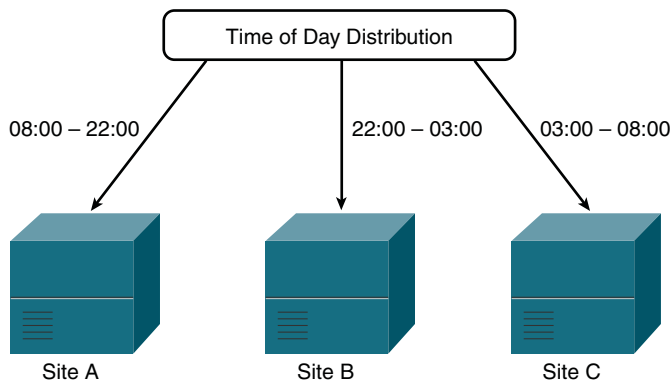 Time of Day Distribution
08:00 – 22:00
22:00 – 03:00
03:00 – 08:00
Site A
Site B
Site C